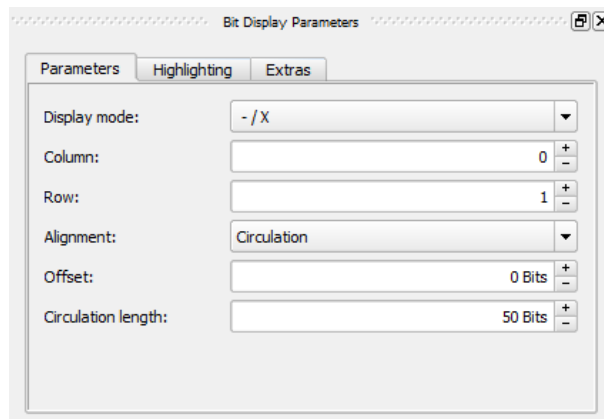 Bit Display Parameters
Parameters Highlighting Extras
Display mode: - / X
Column: 0
Row: 1
Alignment: Circulation
Offset: 0 Bits
Circulation length: 50 Bits